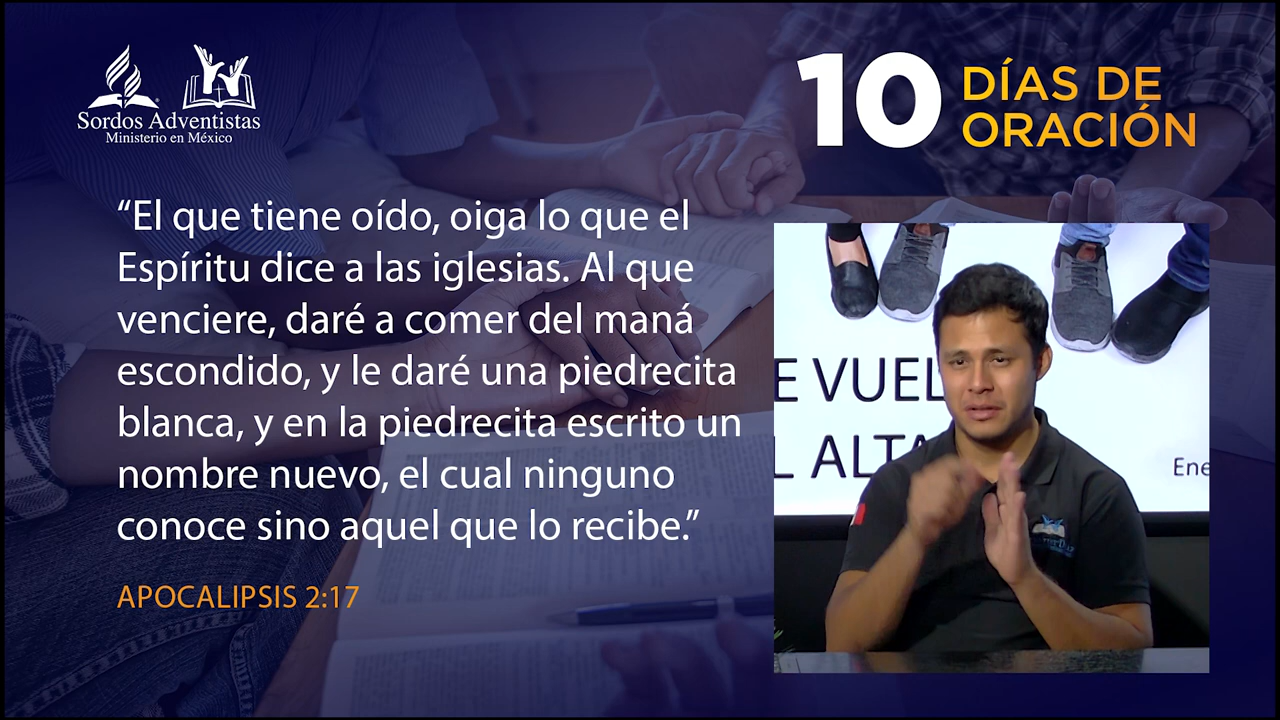 Sordos Adventistas
Ministerio en México
10 DÍAS DE
ORACIÓN
“El que tiene oído, oiga lo que el
Espíritu dice a las iglesias. Al que
venciere, daré a comer del maná
escondido, y le daré una piedrecita
blanca, y en la piedrecita escrito un
nombre nuevo, el cual ninguno
conoce sino aquel que lo recibe.”
APOCALIPSIS 2:17
E VUEL
L ALTA
Ene